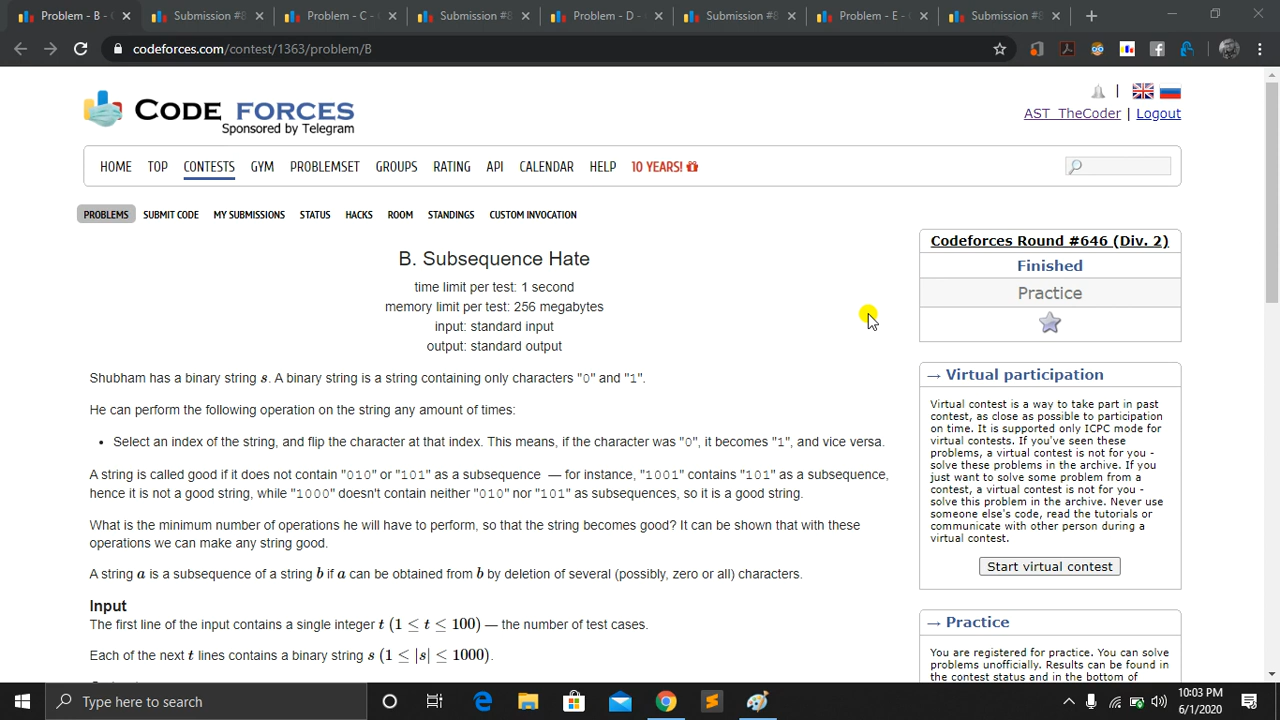 Problem - B -
Submission #8
Problem - C -
Submission #8
Problem - D -
Submission #8
Problem - E -
Submission #8
codeforces.com/contest/1363/problem/B
CODE FORCES
Sponsored by Telegram
AST_TheCoder | Logout
HOME TOP CONTESTS GYM PROBLEMSET GROUPS RATING API CALENDAR HELP 10 YEARS!
PROBLEMS SUBMIT CODE MY SUBMISSIONS STATUS HACKS ROOM STANDINGS CUSTOM INVOCATION
B. Subsequence Hate
time limit per test: 1 second
memory limit per test: 256 megabytes
input: standard input
output: standard output
Shubham has a binary string s. A binary string is a string containing only characters "0" and "1".
He can perform the following operation on the string any amount of times:
• Select an index of the string, and flip the character at that index. This means, if the character was "0", it becomes "1", and vice versa.
A string is called good if it does not contain "010" or "101" as a subsequence — for instance, "1001" contains "101" as a subsequence,
hence it is not a good string, while "1000" doesn't contain neither "010" nor "101" as subsequences, so it is a good string.
What is the minimum number of operations he will have to perform, so that the string becomes good? It can be shown that with these
operations we can make any string good.
A string a is a subsequence of a string b if a can be obtained from b by deletion of several (possibly, zero or all) characters.
Input
The first line of the input contains a single integer t (1 ≤ t ≤ 100) — the number of test cases.
Each of the next t lines contains a binary string s (1 ≤ |s| ≤ 1000).
Codeforces Round #646 (Div. 2)
Finished
Practice
→ Virtual participation
Virtual contest is a way to take part in past
contest, as close as possible to participation
on time. It is supported only ICPC mode for
virtual contests. If you've seen these
problems, a virtual contest is not for you -
solve these problems in the archive. If you
just want to solve some problem from a
contest, a virtual contest is not for you -
solve this problem in the archive. Never use
someone else's code, read the tutorials or
communicate with other person during a
virtual contest.
Start virtual contest
→ Practice
You are registered for practice. You can solve
problems unofficially. Results can be found in
the contest status and in the bottom of
Type here to search
10:03 PM
6/1/2020